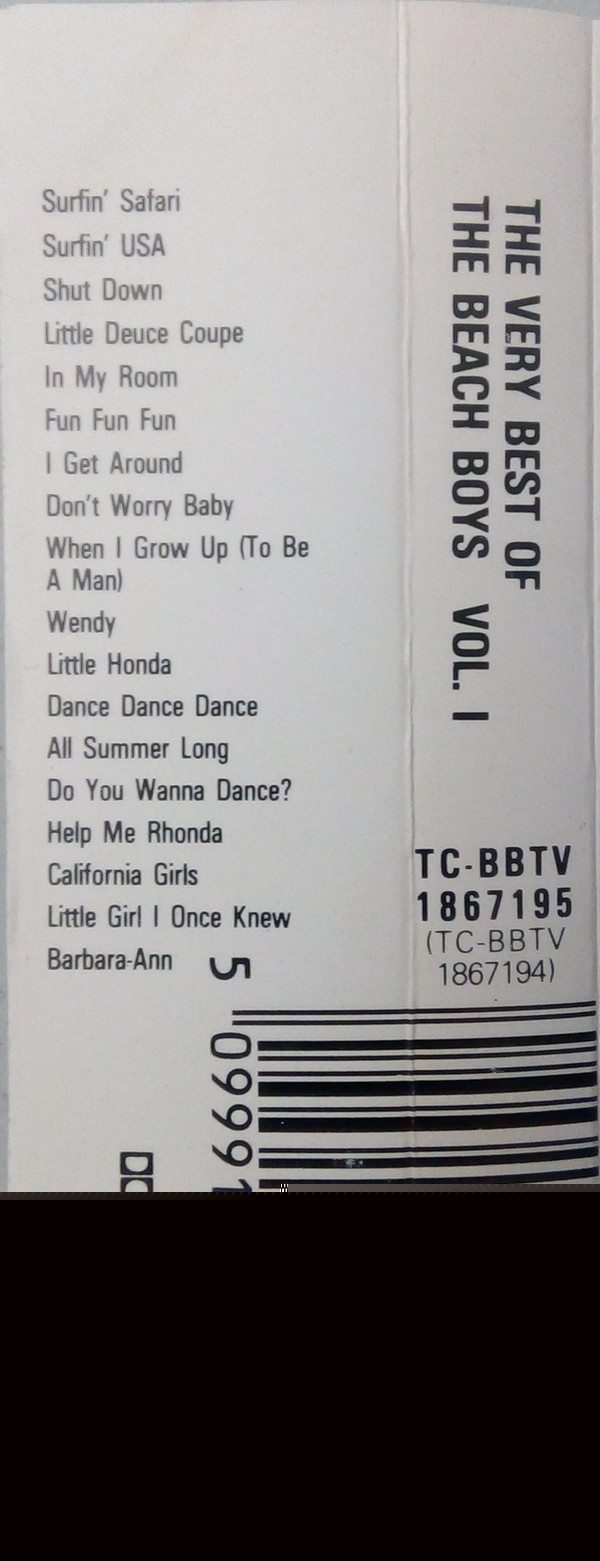 Surfin' Safari
Surfin' USA
Shut Down
Little Deuce Coupe
In My Room
Fun Fun Fun
I Get Around
Don't Worry Baby
When I Grow Up (To Be
A Man)
Wendy
Little Honda
Dance Dance Dance
All Summer Long
Do You Wanna Dance?
Help Me Rhonda
California Girls
Little Girl I Once Knew
Barbara-Ann
THE VERY BEST OF
THE BEACH BOYS VOL. I
TC-BBTV
1867195
(TC-BBTV
1867194)
5 09991